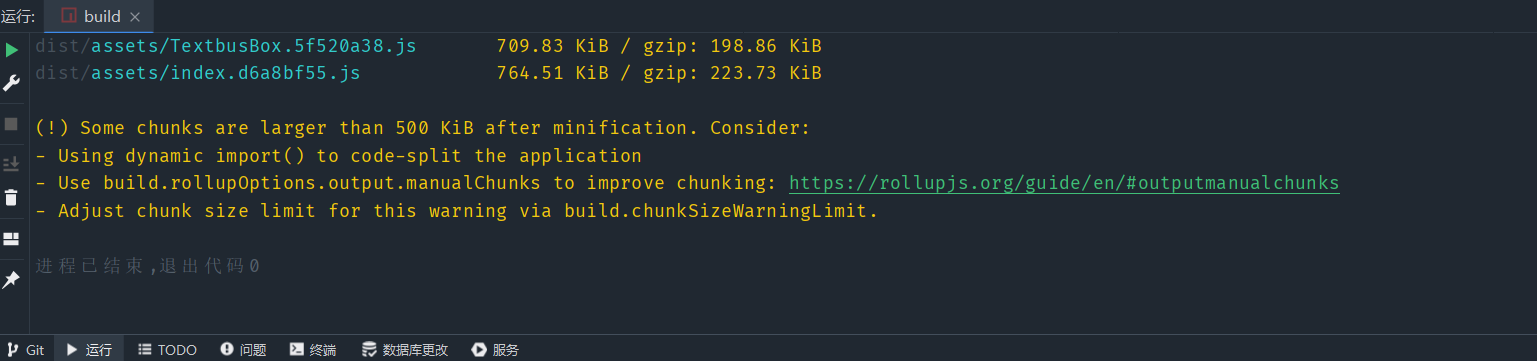 运行: build
dist/assets/TextbusBox.5f520a38.js 709.83 KiB / gzip: 198.86 KiB
dist/assets/index.d6a8bf55.js 764.51 KiB / gzip: 223.73 KiB
(!) Some chunks are larger than 500 KiB after minification. Consider:
- Using dynamic import() to code-split the application
- Use build.rollupOptions.output.manualChunks to improve chunking: https://rollupjs.org/guide/en/#outputmanualchunks
- Adjust chunk size limit for this warning via build.chunkSizeWarningLimit.
进程已结束,退出代码0
Git 运行 TODO 问题 终端 数据库更改 服务